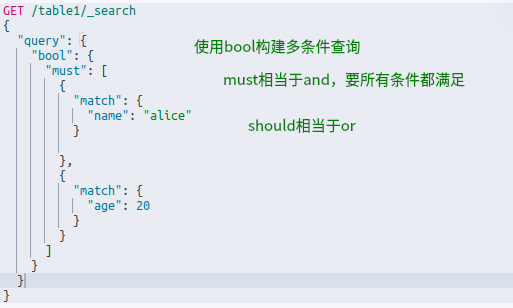 GET /table1/_search
{
  "query": {
    "bool": {
      "must": [
        {
          "match": {
            "name": "alice"
          }

        },
        {
          "match": {
            "age": 20
          }
        }
      ]
    }
  }
}
使用bool构建多条件查询
must相当于and，要所有条件都满足
should相当于or